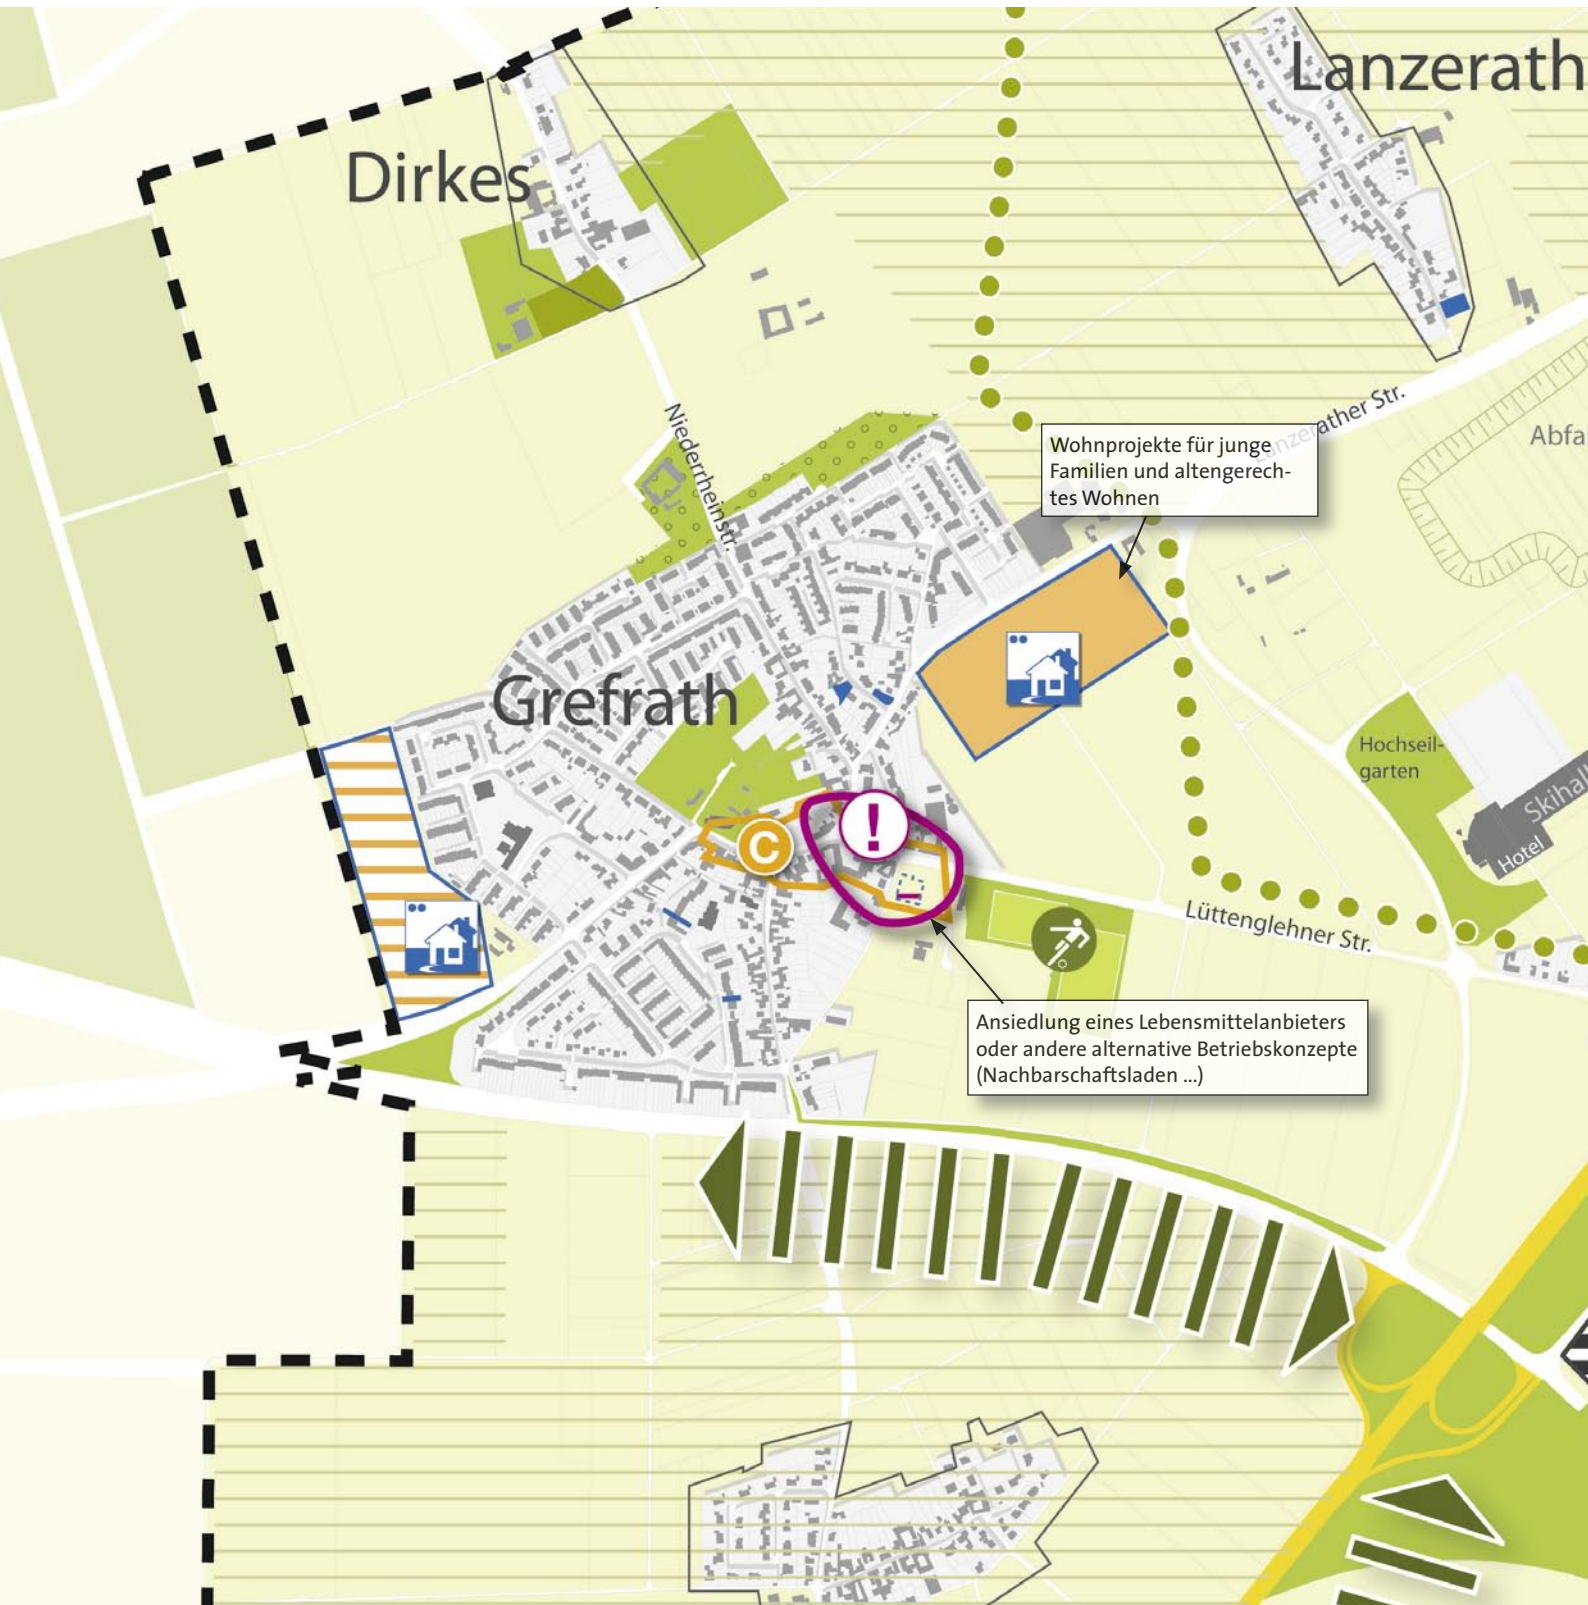 Lanzerath
Dirkes
Niederrheinstr.
Lanzerather Str.
Wohnprojekte für junge
Familien und altengerech-
tes Wohnen
Abfa
Grefrath
Hochseil-
garten
Skihal
Hotel
C
!
Lüttenglehner Str.
Ansiedlung eines Lebensmittelanbieters
oder andere alternative Betriebskonzepte
(Nachbarschaftsladen ...)